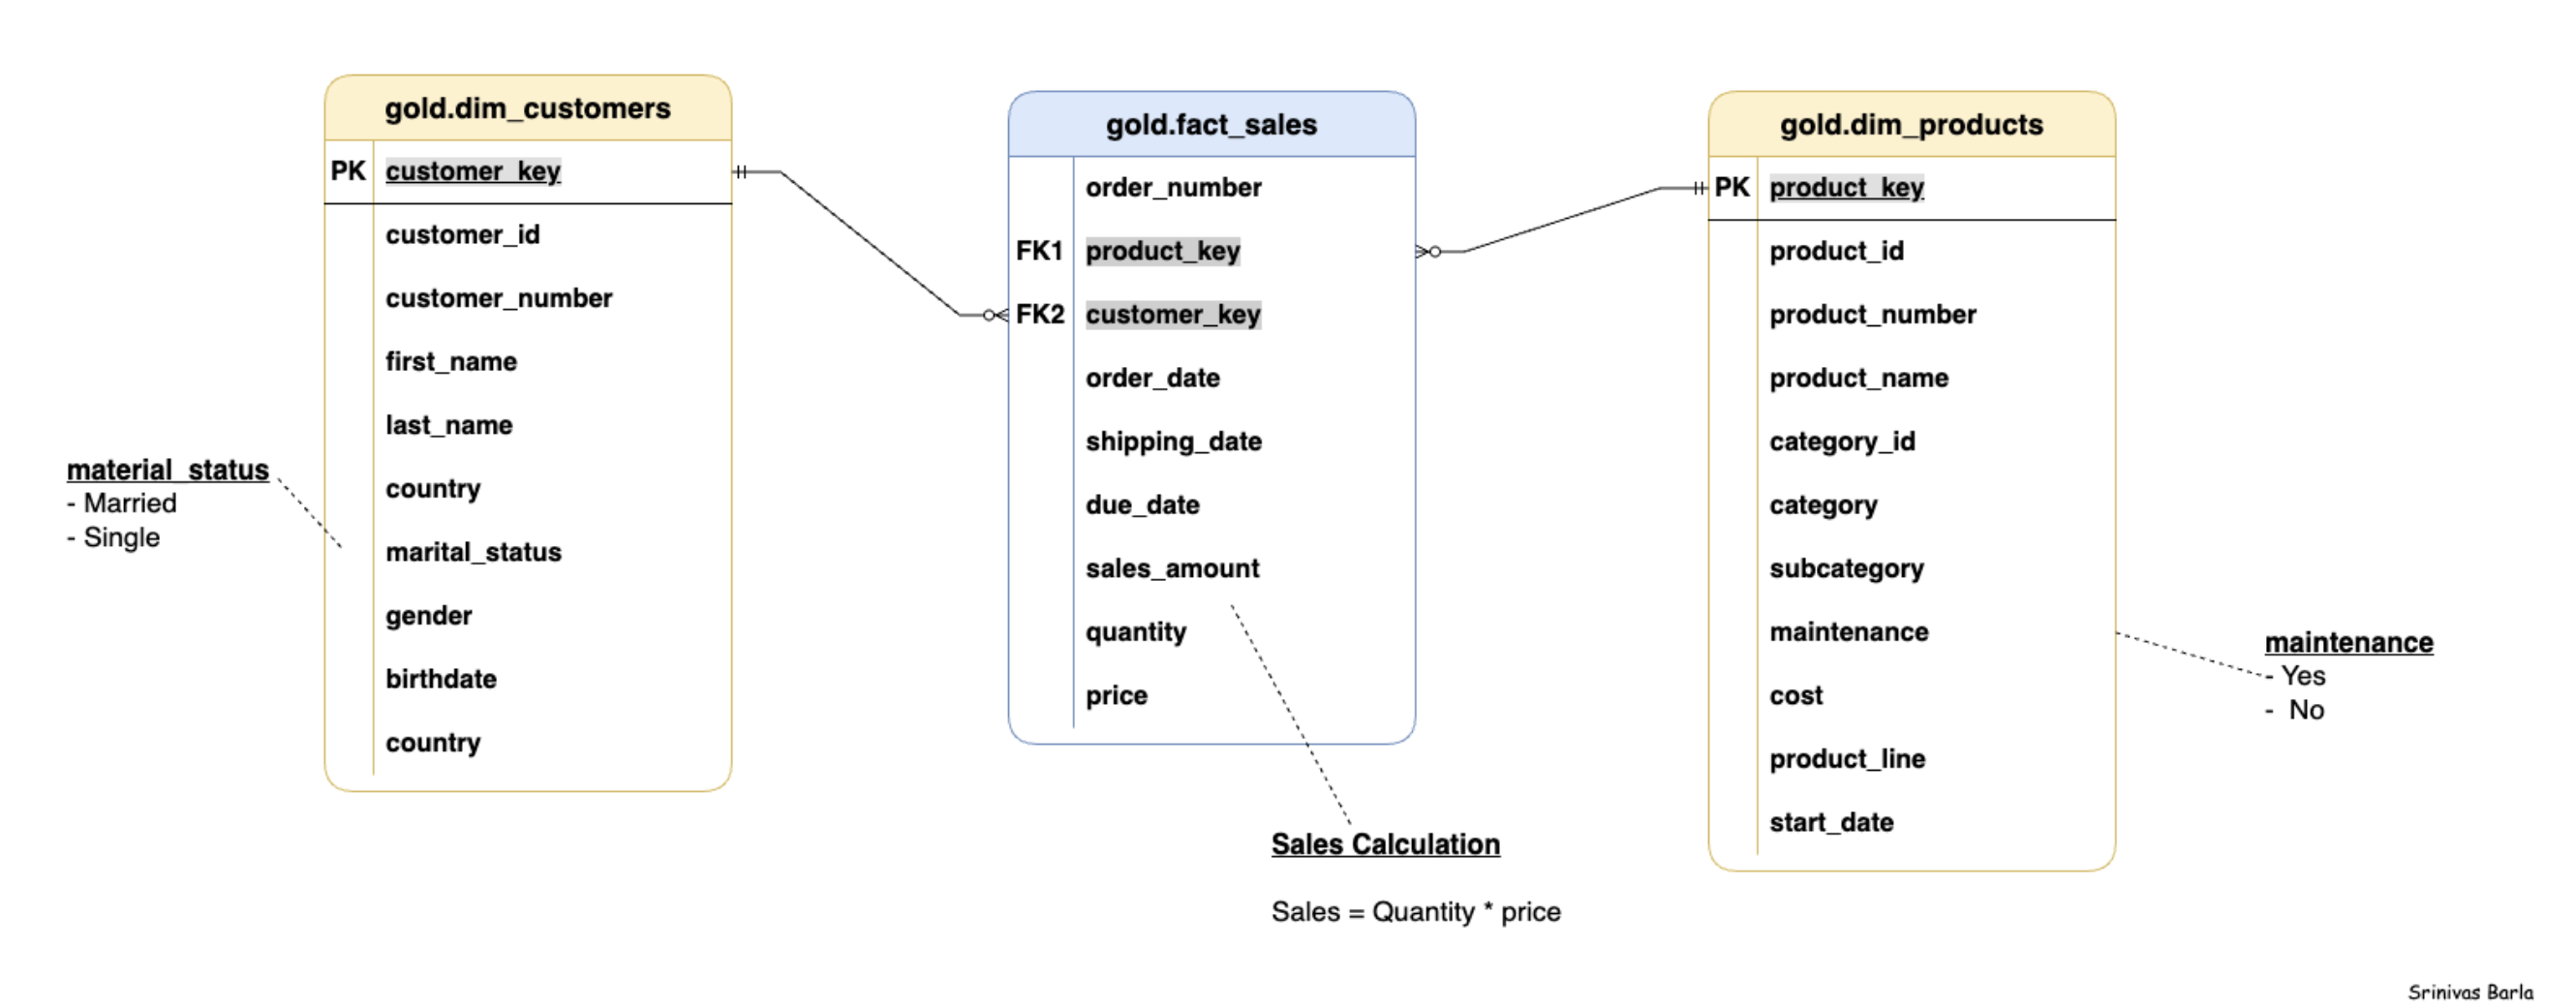 gold.dim_customers
PK customer_key
customer_id
customer_number
first_name
last_name
country
marital_status
gender
birthdate
country
material_status
- Married
- Single
gold.fact_sales
order_number
FK1 product_key
FK2 customer_key
order_date
shipping_date
due_date
sales_amount
quantity
price
Sales Calculation
Sales = Quantity * price
gold.dim_products
PK product_key
product_id
product_number
product_name
category_id
category
subcategory
maintenance
cost
product_line
start_date
maintenance
- Yes
- No
Srinivas Barla